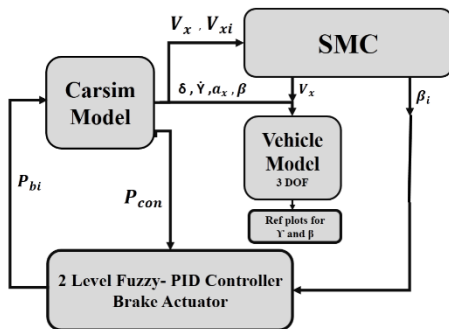 V_x , V_xi
SMC
Carsim
Model
δ , Ϋ , a_x , β
V_x
β_i
Vehicle
Model
3 DOF
P_bi
P_con
Ref plots for
ϒ and β
2 Level Fuzzy- PID Controller
Brake Actuator